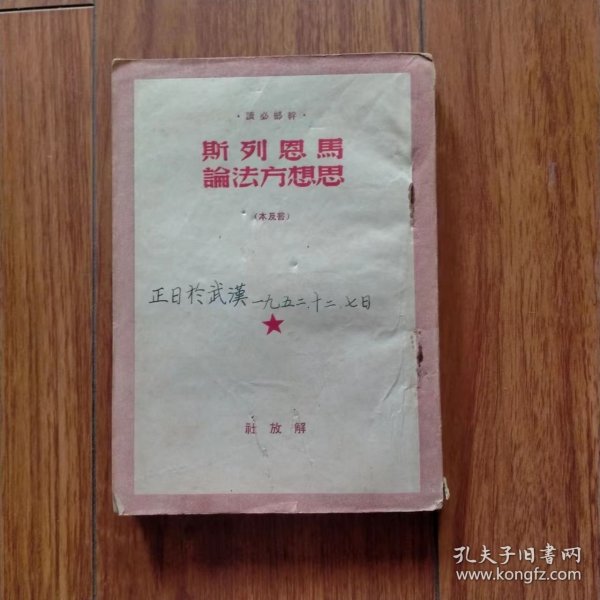 ·幹部必讀·
馬恩列斯
思想方法論
(普及本)
正日於武漢一九五二.十二.七日
★
解放社
孔夫子旧书网
www.kongfz.com